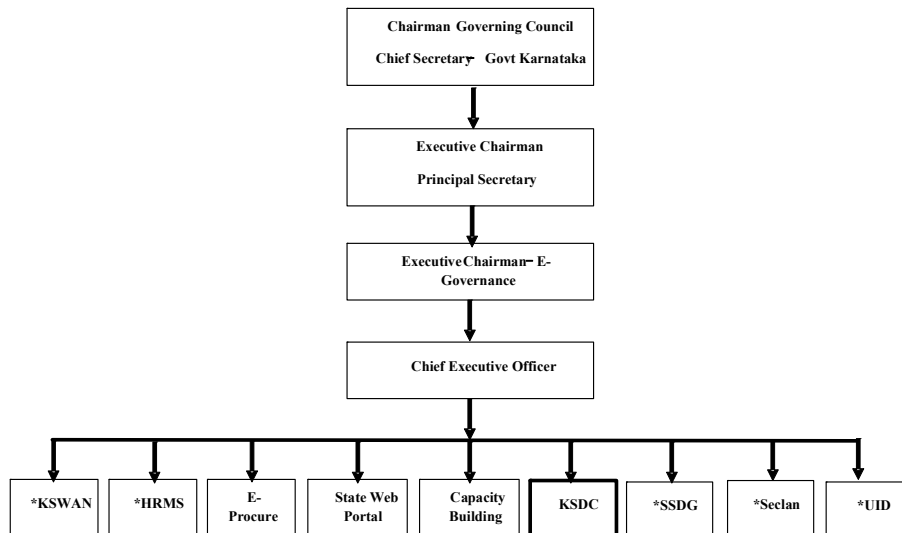 Chairman Governing Council
Chief Secretary- Govt Karnataka
Executive Chairman
Principal Secretary
Executive Chairman- E-
Governance
Chief Executive Officer
*KSWAN
*HRMS
E-
Procure
State Web
Portal
Capacity
Building
KSDC
*SSDG
*Seclan
*UID